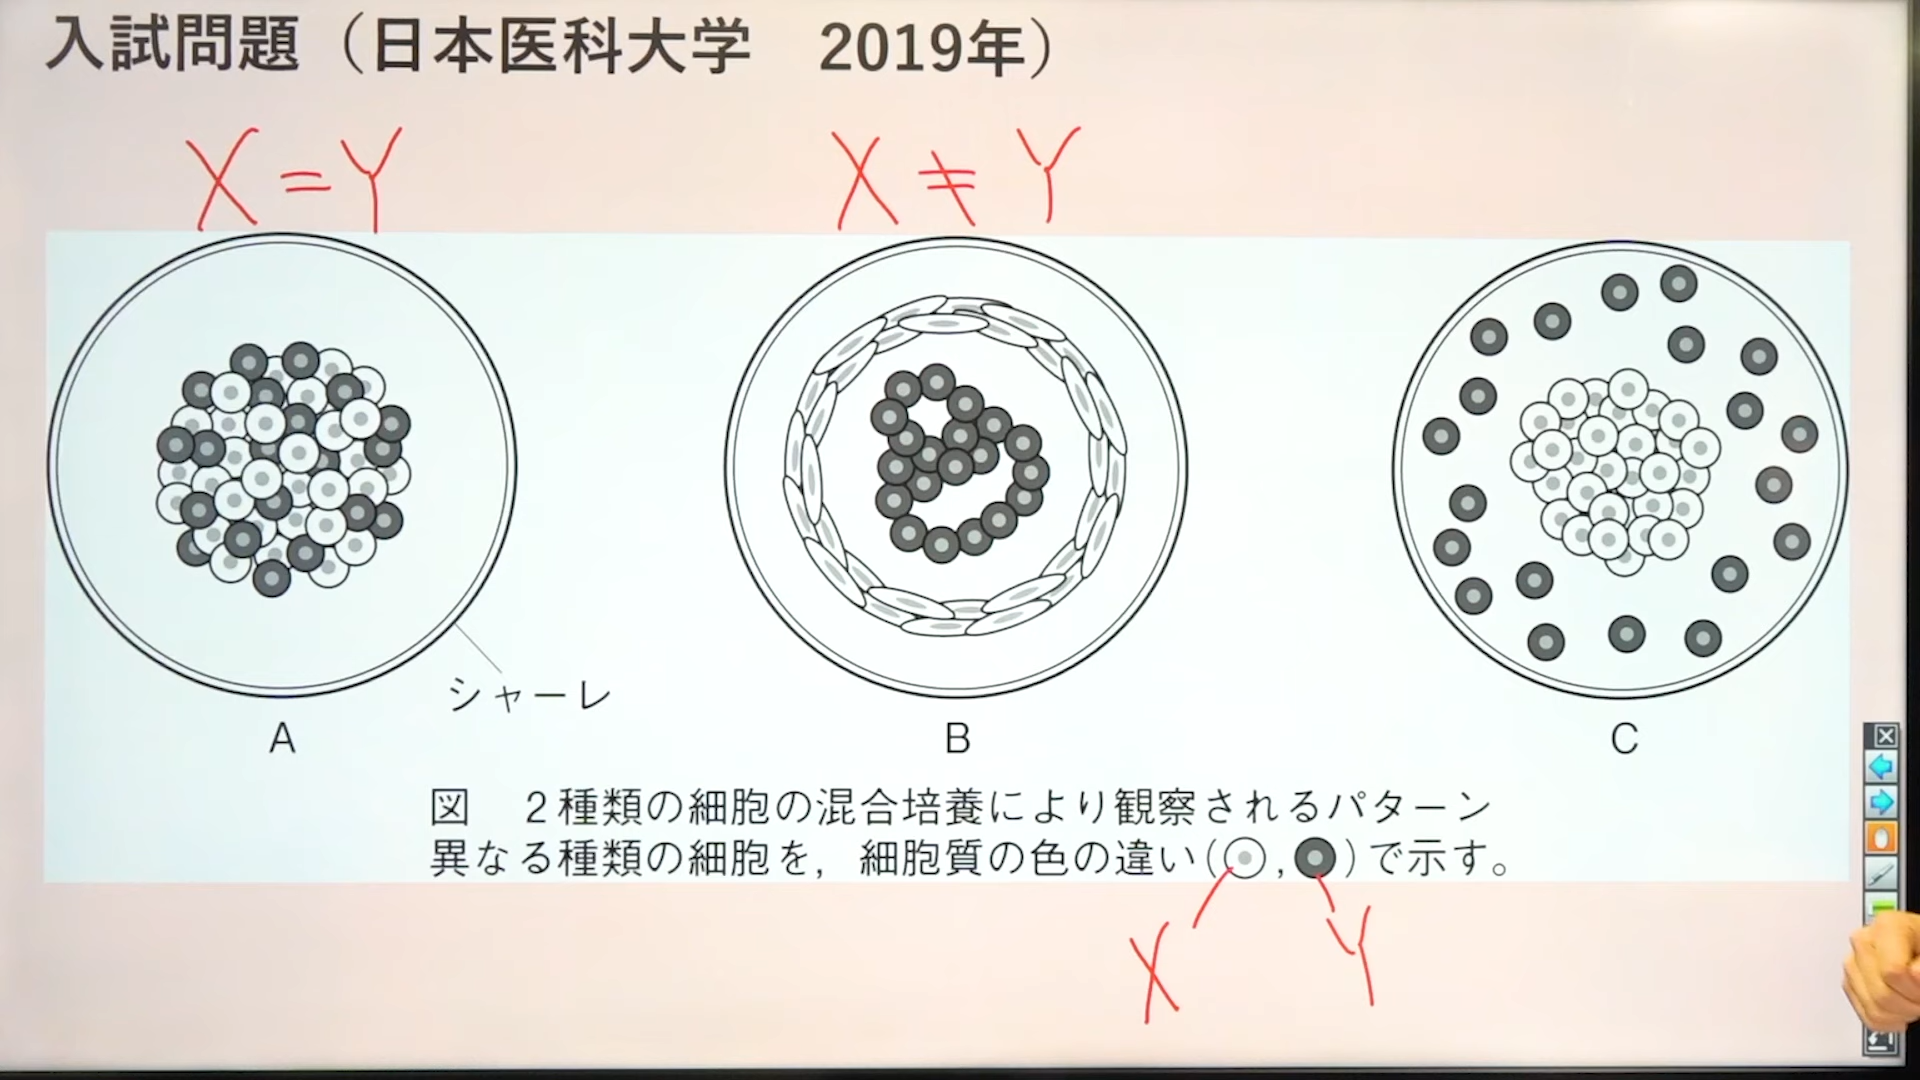 入試問題（日本医科大学　2019年）
X = Y
X ≠ Y
シャーレ
A
B
C
図　２種類の細胞の混合培養により観察されるパターン
異なる種類の細胞を，細胞質の色の違い(　,　)で示す。
X
Y